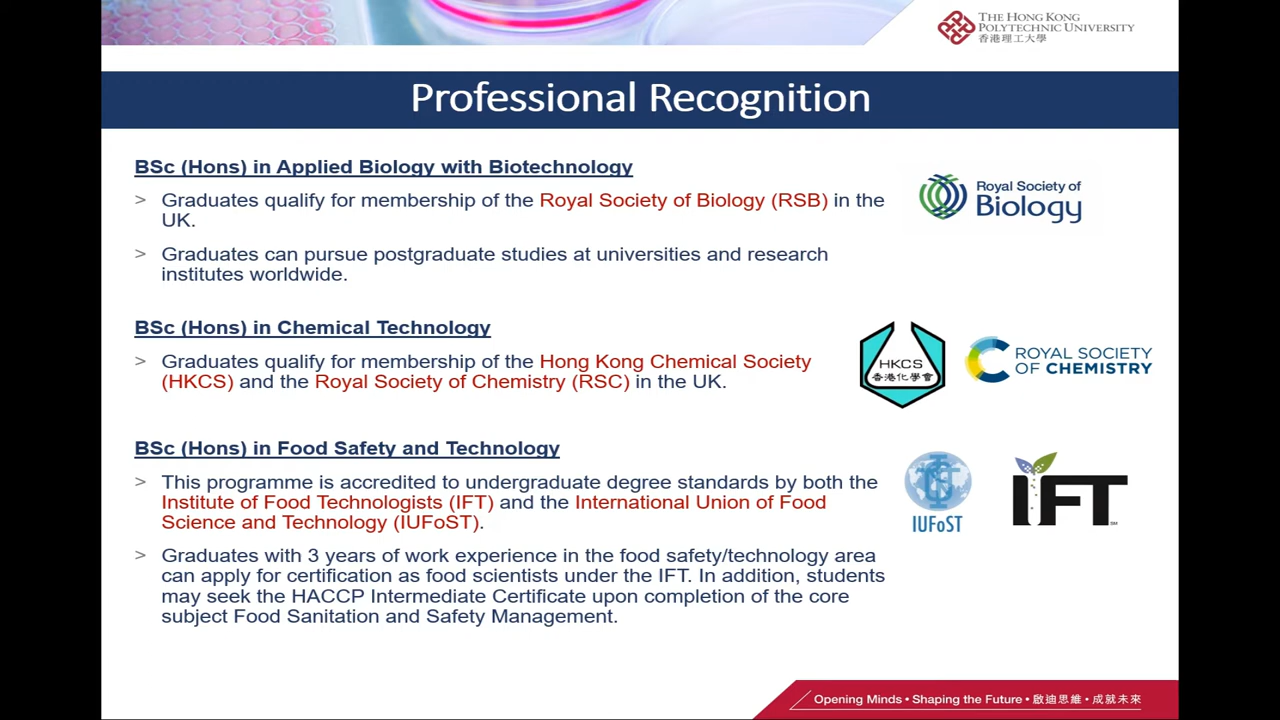 THE HONG KONG
POLYTECHNIC UNIVERSITY
香港理工大學
Professional Recognition
BSc (Hons) in Applied Biology with Biotechnology
> Graduates qualify for membership of the Royal Society of Biology (RSB) in the
UK.
> Graduates can pursue postgraduate studies at universities and research
institutes worldwide.
Royal Society of
Biology
BSc (Hons) in Chemical Technology
> Graduates qualify for membership of the Hong Kong Chemical Society
(HKCS) and the Royal Society of Chemistry (RSC) in the UK.
HKCS
香港化學會
ROYAL SOCIETY
OF CHEMISTRY
BSc (Hons) in Food Safety and Technology
> This programme is accredited to undergraduate degree standards by both the
Institute of Food Technologists (IFT) and the International Union of Food
Science and Technology (IUFoST).
> Graduates with 3 years of work experience in the food safety/technology area
can apply for certification as food scientists under the IFT. In addition, students
may seek the HACCP Intermediate Certificate upon completion of the core
subject Food Sanitation and Safety Management.
IUFoST
IFT
Opening Minds • Shaping the Future • 啟迪思維 • 成就未來